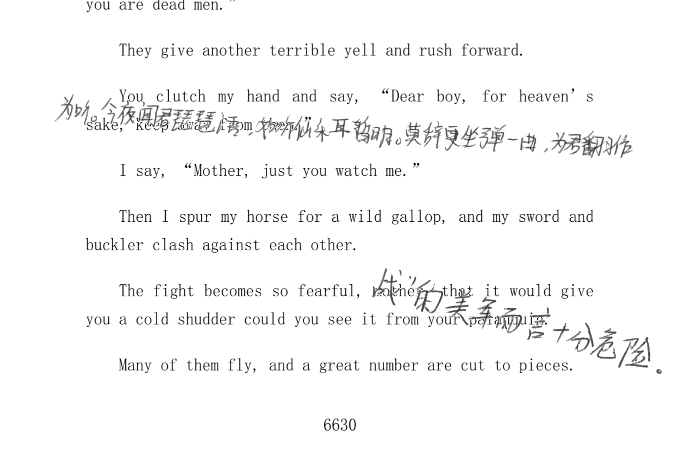 you are dead men.”
They give another terrible yell and rush forward.
You clutch my hand and say, “Dear boy, for heaven’s
今夜闻君琵琶语，如听仙乐耳暂明。莫辞更坐弹一曲，为君翻作
sake, keep away from them!”
I say, “Mother, just you watch me.”
Then I spur my horse for a wild gallop, and my sword and
buckler clash against each other.
The fight becomes so fearful, mother, that it would give
战”的美军而言十分危险。
you a cold shudder could you see it from your palanquin.
Many of them fly, and a great number are cut to pieces.
6630